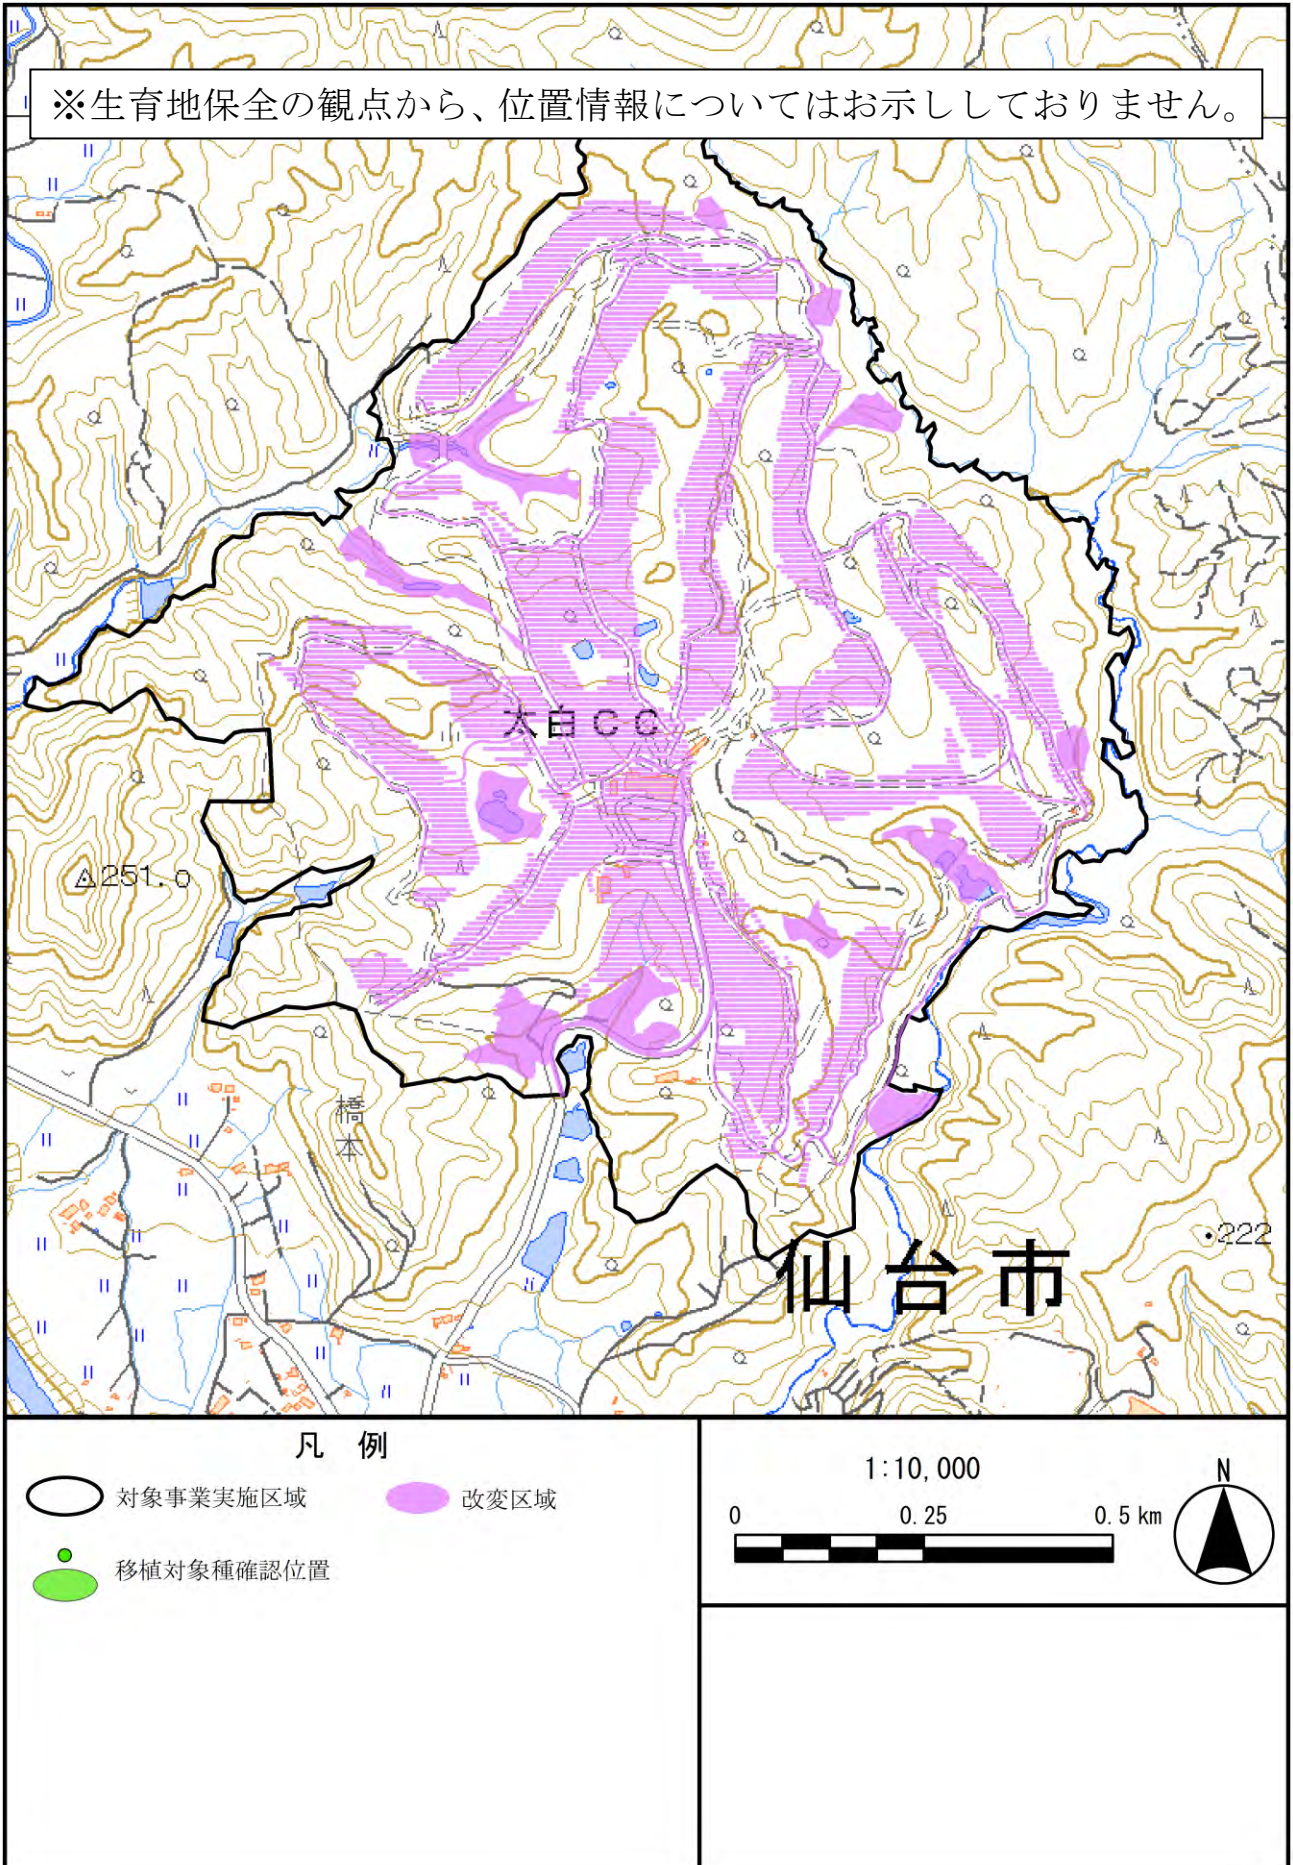 ※生育地保全の観点から、位置情報についてはお示ししておりません。
太白CC
251.0
橋本
222
仙台市
凡 例
対象事業実施区域
改変区域
移植対象種確認位置
1:10,000
0 0.25 0.5 km
N